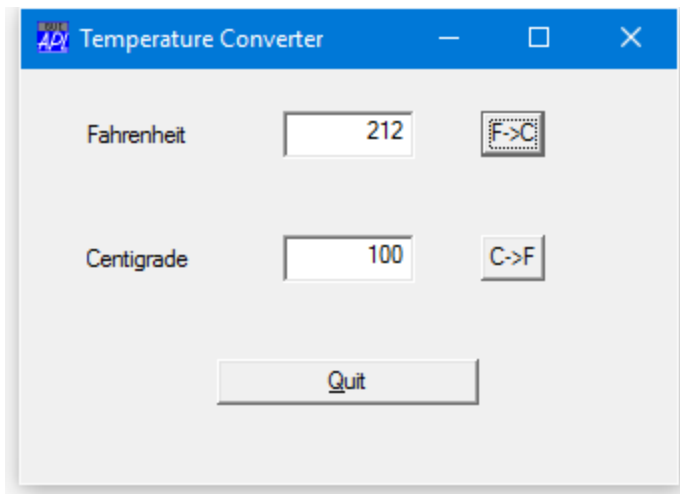 Temperature Converter
Fahrenheit 212 F->C
Centigrade 100 C->F
Quit